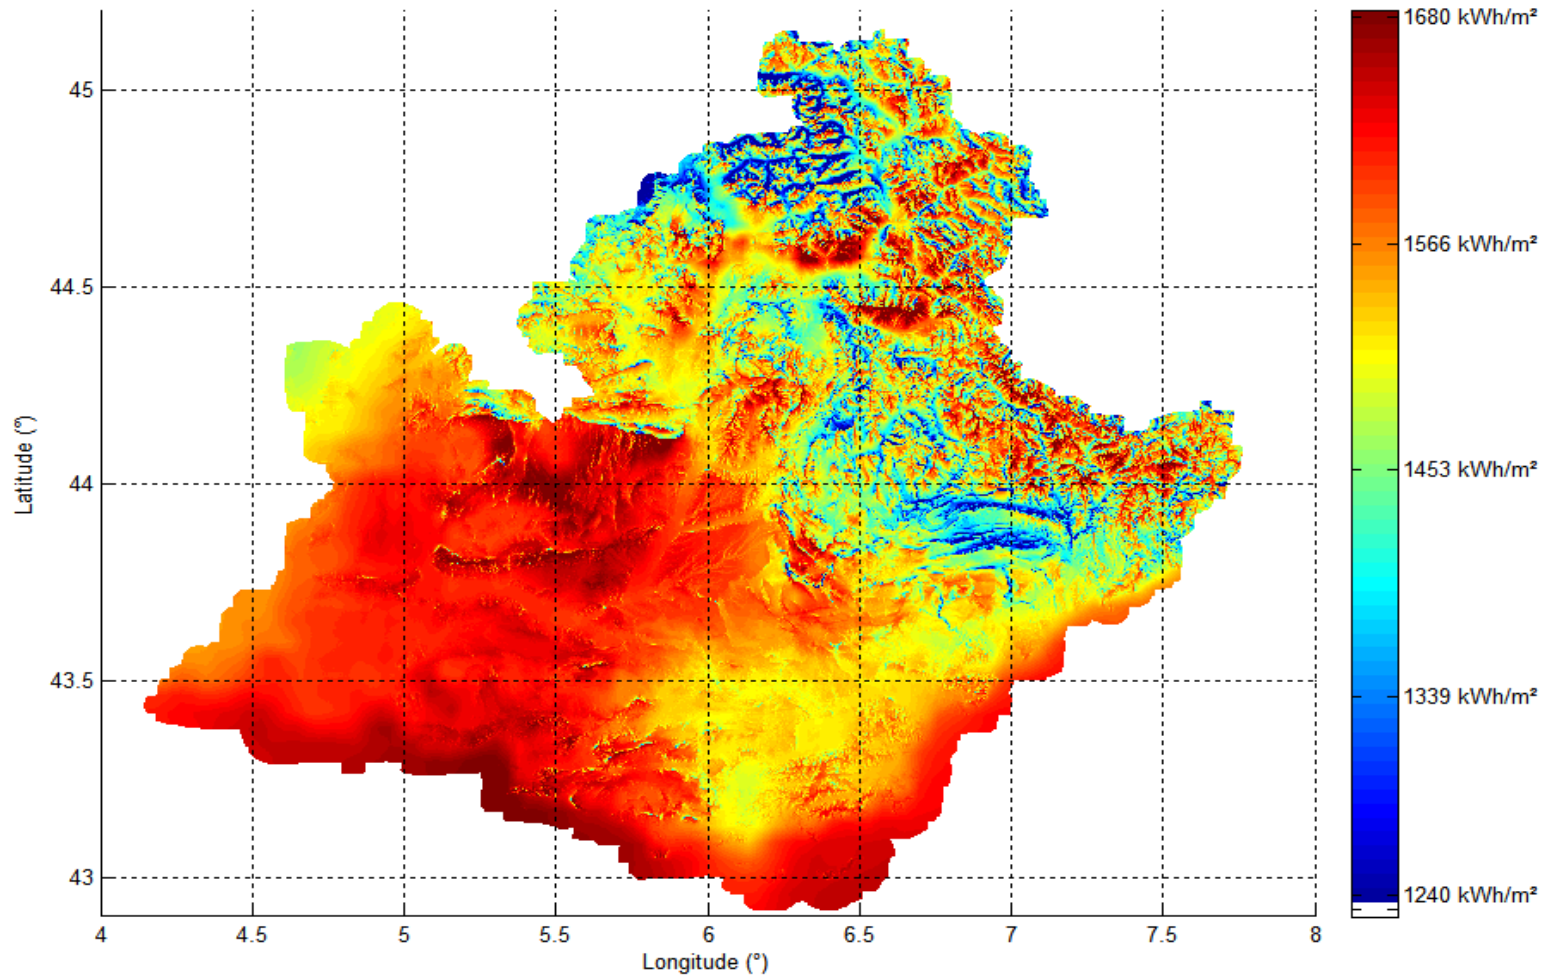 1680 kWh/m²
45
1566 kWh/m²
44.5
1453 kWh/m²
Latitude (°)
44
1339 kWh/m²
43.5
43
1240 kWh/m²
4 4.5 5 5.5 6 6.5 7 7.5 8
Longitude (°)